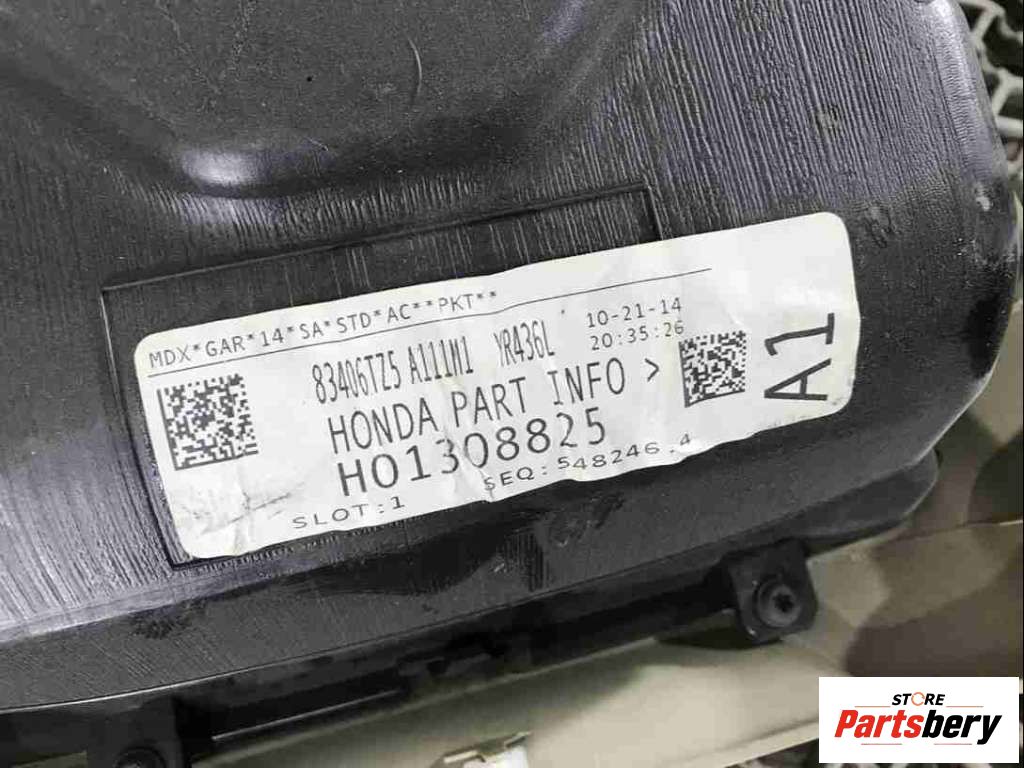 MDX*GAR*14*SA*STD*AC**PKT**
83406TZ5 A111M1 YR436L 10-21-14
20:35:26
HONDA PART INFO >
H01308825
SLOT:1 SEQ:548246.4
A1
STORE
Partsbery